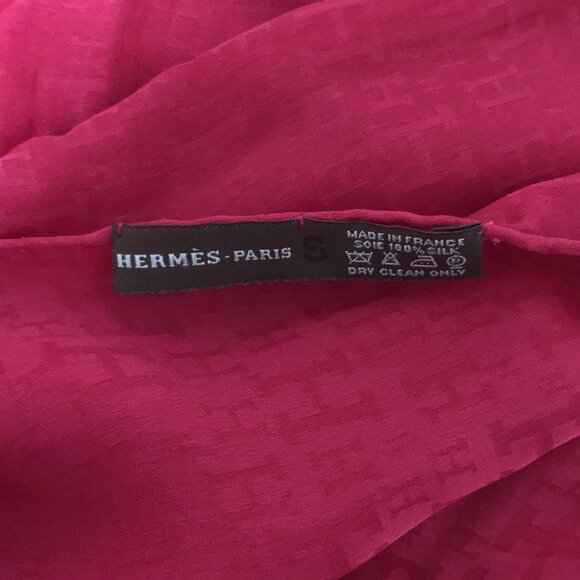 HERMÈS-PARIS
S
MADE IN FRANCE
SOIE 100% SILK
DRY CLEAN ONLY